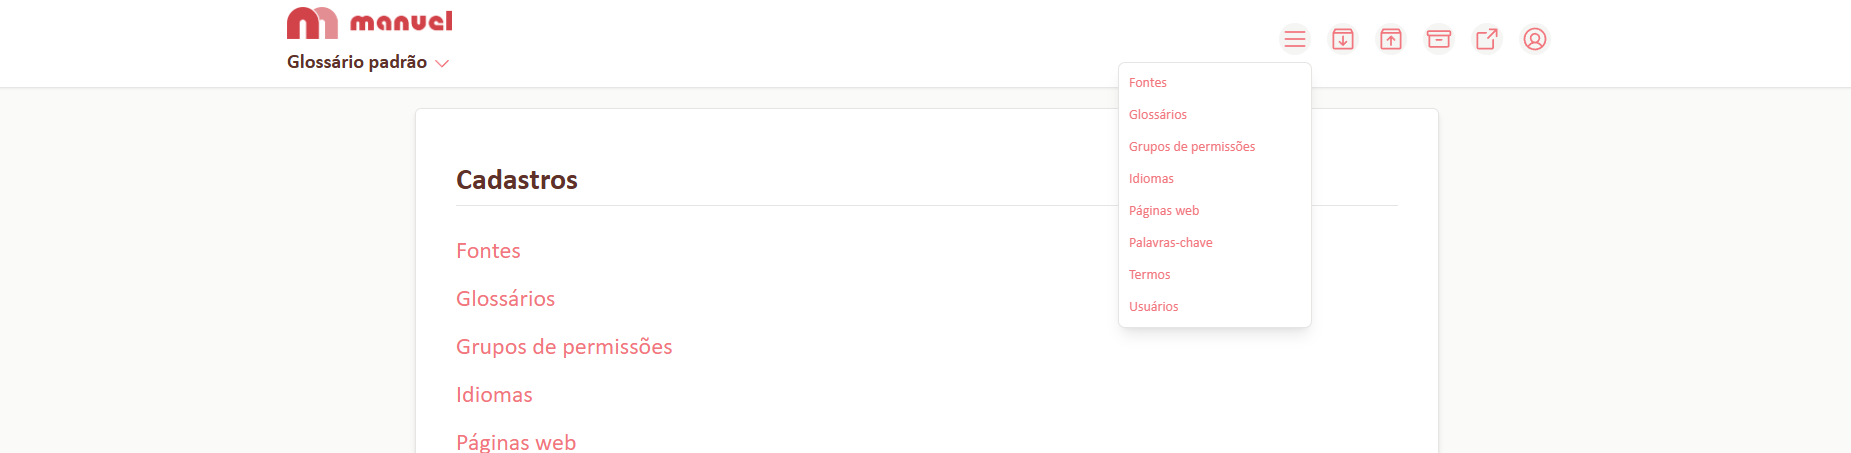 manuel
Glossário padrão
Fontes
Glossários
Grupos de permissões
Idiomas
Páginas web
Palavras-chave
Termos
Usuários
Cadastros
Fontes
Glossários
Grupos de permissões
Idiomas
Páginas web